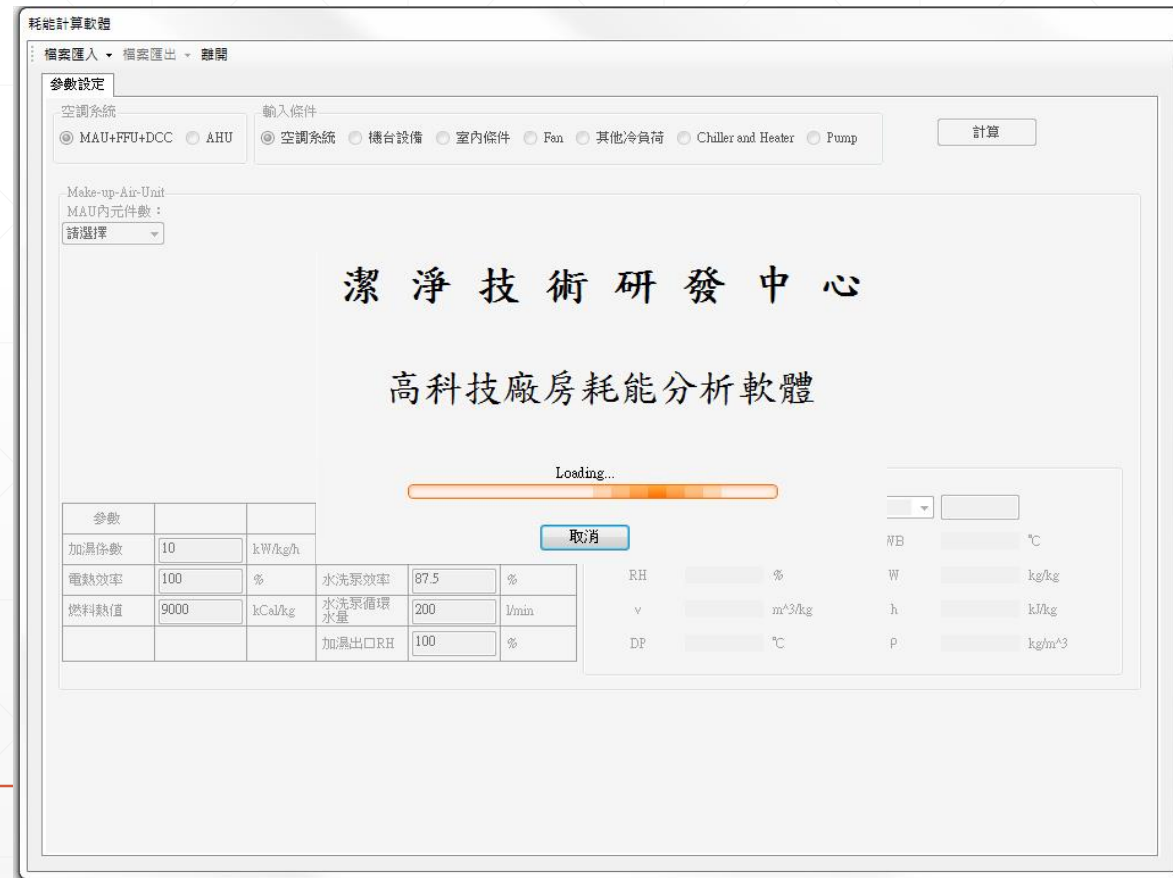 耗能計算軟體
檔案匯入 檔案匯出 離開
參數設定
空調系統 輸入條件
MAU+FFU+DCC AHU 空調系統 機台設備 室內條件 Fan 其他冷負荷 Chiller and Heater Pump 計算
Make-up-Air-Unit
MAU內元件數：
請選擇
潔淨技術研發中心
高科技廠房耗能分析軟體
Loading...
取消
參數
加濕係數 10 kW/kg/h WB °C
電熱效率 100 % 水洗泵效率 87.5 % RH % W kg/kg
燃料熱值 9000 kCal/kg 水洗泵循環水量 200 l/min v m^3/kg h kJ/kg
加濕出口RH 100 % DP °C ρ kg/m^3